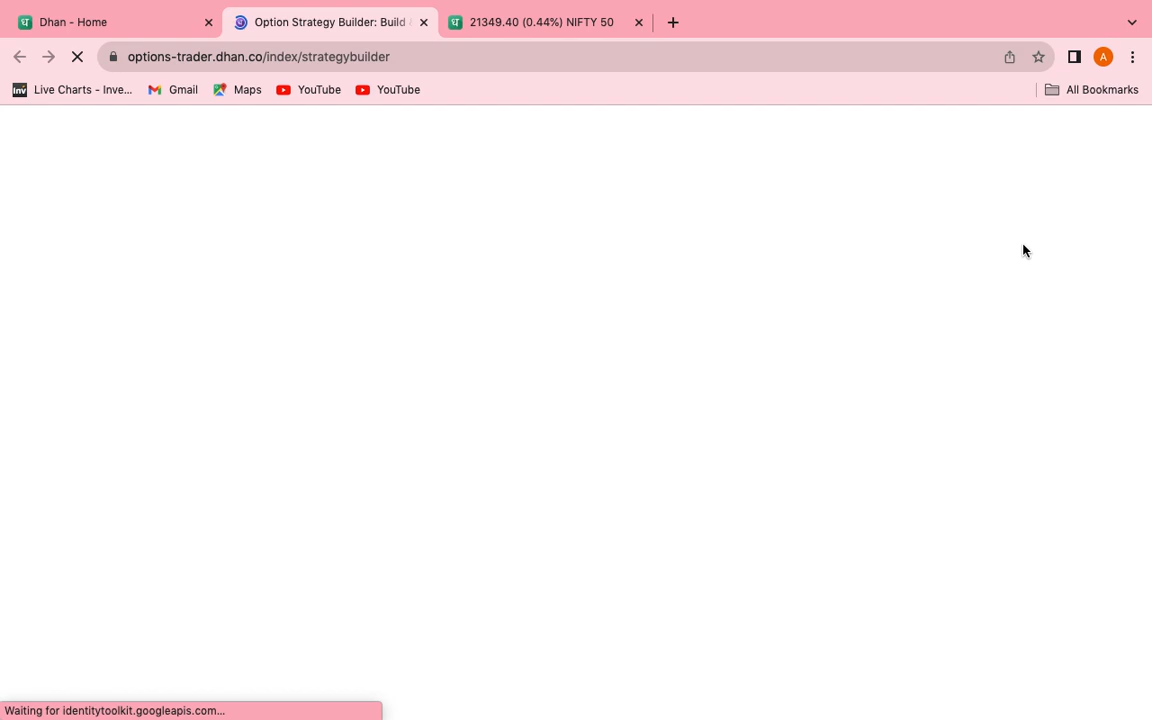 Dhan - Home
Option Strategy Builder: Build
21349.40 (0.44%) NIFTY 50
options-trader.dhan.co/index/strategybuilder
A
Inv Live Charts - Inve...
Gmail
Maps
YouTube
YouTube
All Bookmarks
Waiting for identitytoolkit.googleapis.com...